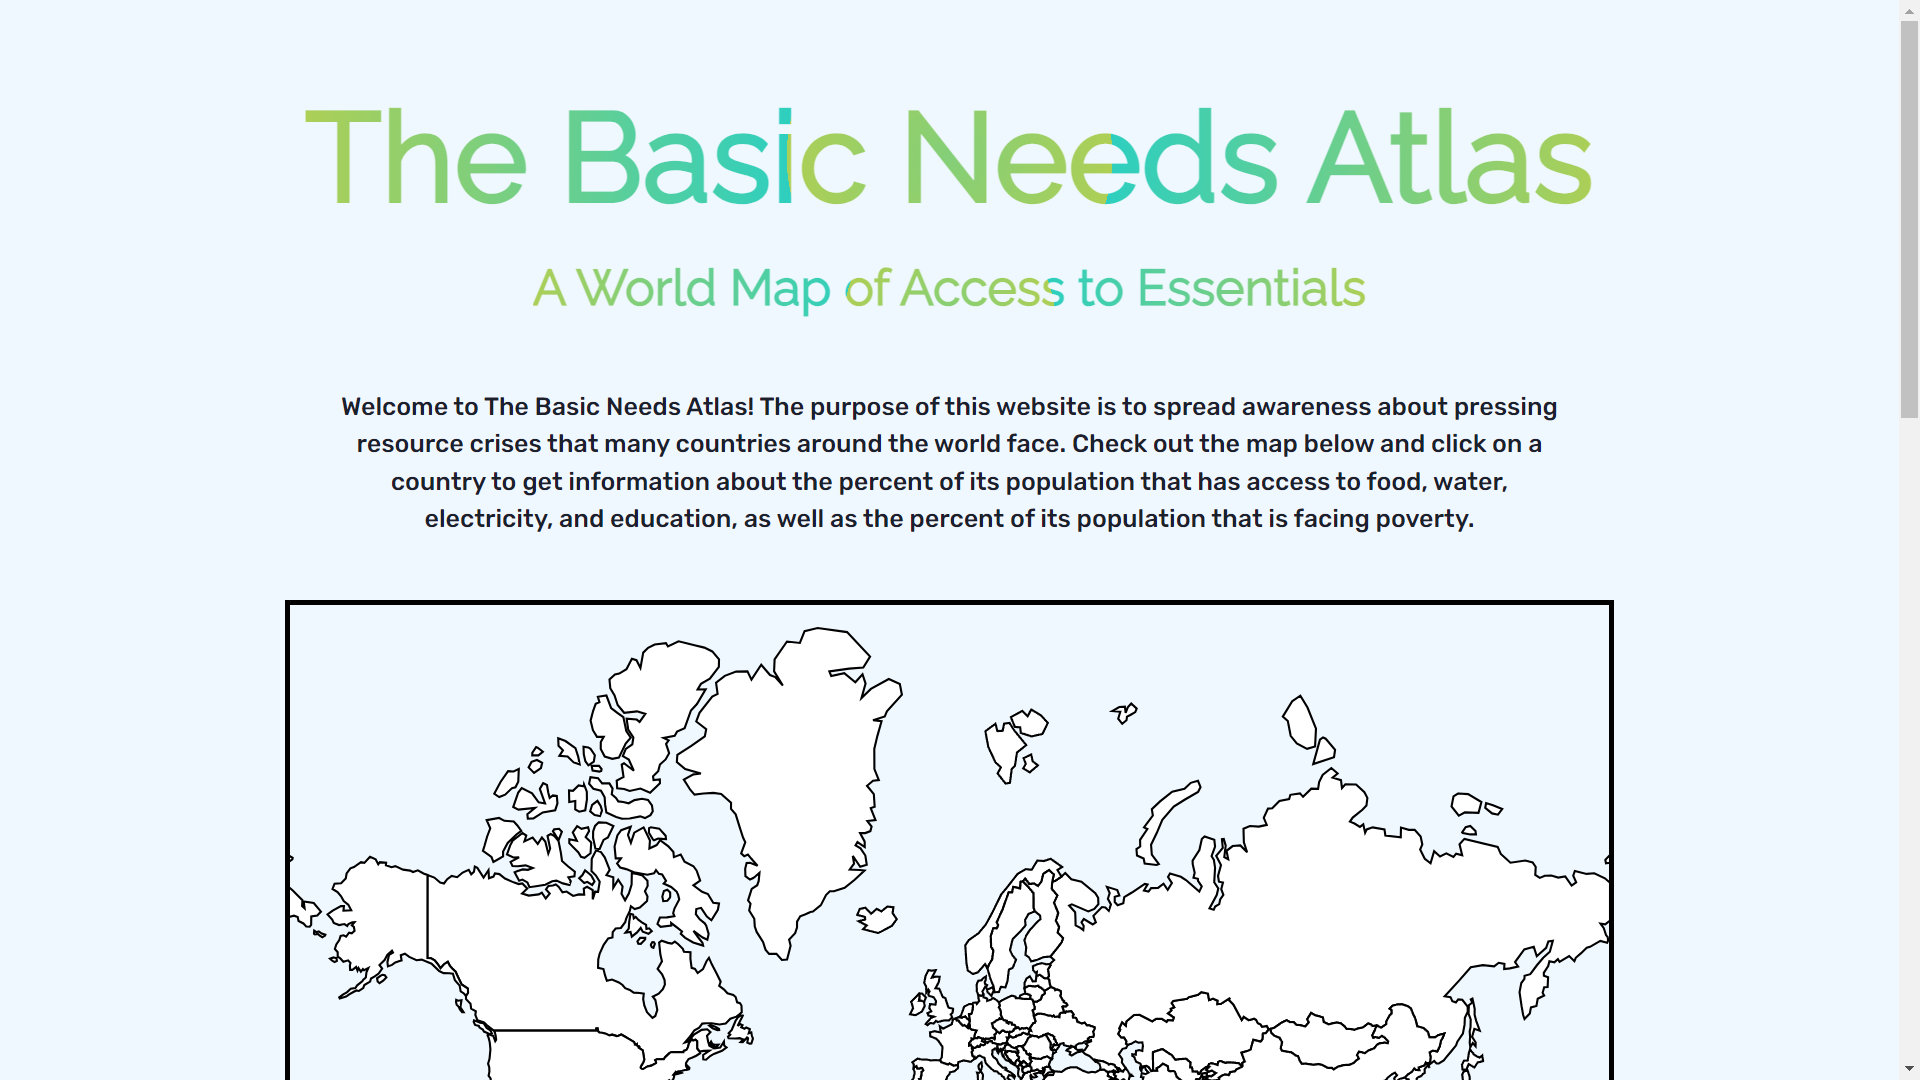 The Basic Needs Atlas
A World Map of Access to Essentials
Welcome to The Basic Needs Atlas! The purpose of this website is to spread awareness about pressing
resource crises that many countries around the world face. Check out the map below and click on a
country to get information about the percent of its population that has access to food, water,
electricity, and education, as well as the percent of its population that is facing poverty.